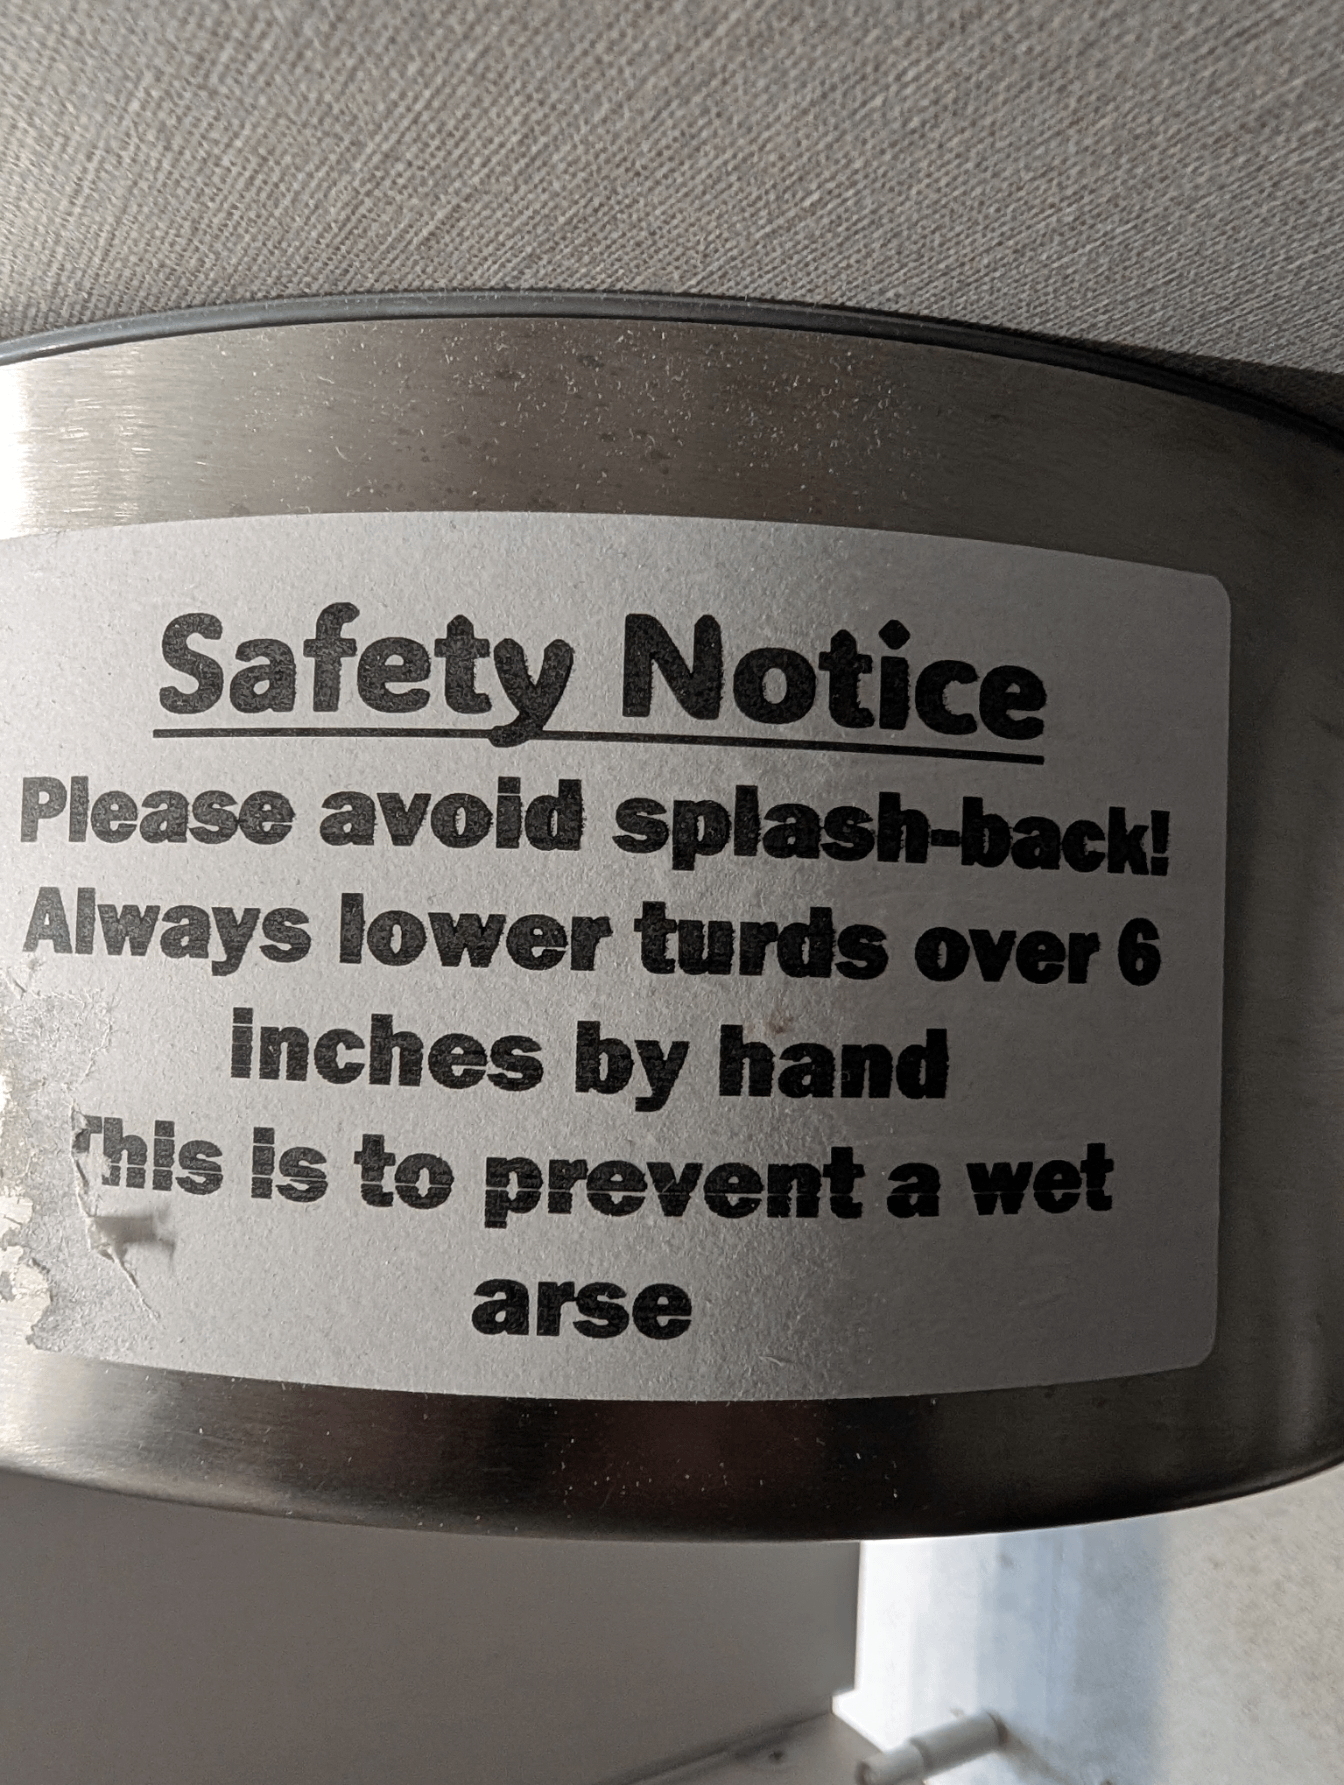 Safety Notice
Please avoid splash-back!
Always lower turds over 6
inches by hand
This is to prevent a wet
arse